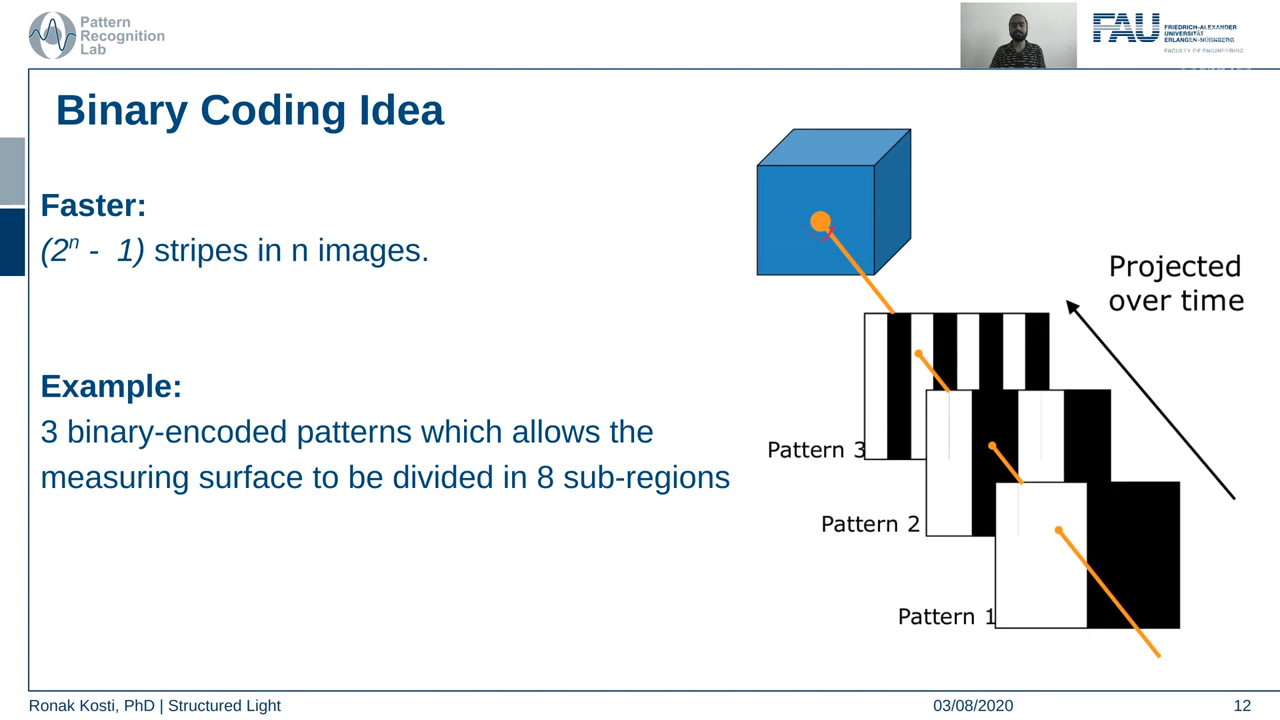 Pattern
Recognition
Lab
FAU
FRIEDRICH-ALEXANDER
UNIVERSITÄT
ERLANGEN-NÜRNBERG
FACULTY OF ENGINEERING
Binary Coding Idea
Faster:
(2ⁿ - 1) stripes in n images.
Example:
3 binary-encoded patterns which allows the
measuring surface to be divided in 8 sub-regions
Projected
over time
Pattern 3
Pattern 2
Pattern 1
Ronak Kosti, PhD | Structured Light
03/08/2020
12